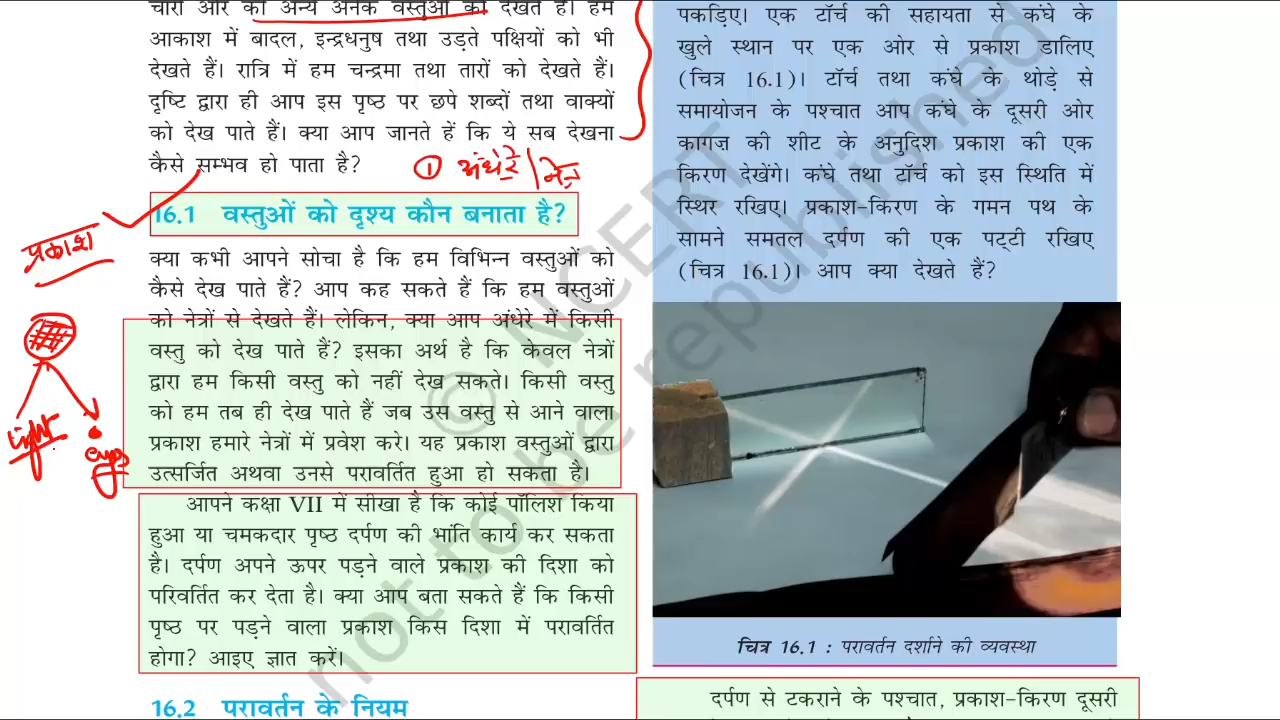 चारों ओर की अन्य अनेक वस्तुओं को देखते हैं। हम
आकाश में बादल, इन्द्रधनुष तथा उड़ते पक्षियों को भी
देखते हैं। रात्रि में हम चन्द्रमा तथा तारों को देखते हैं।
दृष्टि द्वारा ही आप इस पृष्ठ पर छपे शब्दों तथा वाक्यों
को देख पाते हैं। क्या आप जानते हें कि ये सब देखना
कैसे सम्भव हो पाता है?
① अंधेरे / नेत्र
16.1 वस्तुओं को दृश्य कौन बनाता है?
प्रकाश
क्या कभी आपने सोचा है कि हम विभिन्न वस्तुओं को
कैसे देख पाते हैं? आप कह सकते हैं कि हम वस्तुओं
को नेत्रों से देखते हैं। लेकिन, क्या आप अंधेरे में किसी
वस्तु को देख पाते हैं? इसका अर्थ है कि केवल नेत्रों
द्वारा हम किसी वस्तु को नहीं देख सकते। किसी वस्तु
को हम तब ही देख पाते हैं जब उस वस्तु से आने वाला
प्रकाश हमारे नेत्रों में प्रवेश करे। यह प्रकाश वस्तुओं द्वारा
उत्सर्जित अथवा उनसे परावर्तित हुआ हो सकता है।
light
आपने कक्षा VII में सीखा है कि कोई पॉलिश किया
हुआ या चमकदार पृष्ठ दर्पण की भांति कार्य कर सकता
है। दर्पण अपने ऊपर पड़ने वाले प्रकाश की दिशा को
परिवर्तित कर देता है। क्या आप बता सकते हैं कि किसी
पृष्ठ पर पड़ने वाला प्रकाश किस दिशा में परावर्तित
होगा? आइए ज्ञात करें।
16.2 परावर्तन के नियम
पकड़िए। एक टॉर्च की सहायता से कंघे के
खुले स्थान पर एक ओर से प्रकाश डालिए
(चित्र 16.1)। टॉर्च तथा कंघे के थोड़े से
समायोजन के पश्चात आप कंघे के दूसरी ओर
कागज़ की शीट के अनुदिश प्रकाश की एक
किरण देखेंगे। कंघे तथा टॉर्च को इस स्थिति में
स्थिर रखिए। प्रकाश-किरण के गमन पथ के
सामने समतल दर्पण की एक पट्टी रखिए
(चित्र 16.1)। आप क्या देखते हैं?
चित्र 16.1 : परावर्तन दर्शाने की व्यवस्था
दर्पण से टकराने के पश्चात, प्रकाश-किरण दूसरी
© NCERT
not to be republished